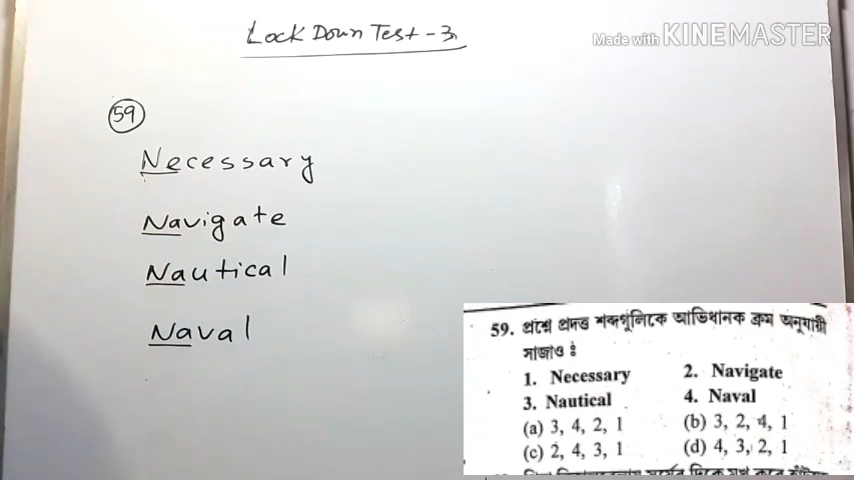 Lock Down Test - 3
Made with KINEMASTER
59
Necessary
Navigate
Nautical
Naval
59. প্রশ্নে প্রদত্ত শব্দগুলিকে আভিধানিক ক্রম অনুযায়ী
সাজাও :
1. Necessary 2. Navigate
3. Nautical 4. Naval
(a) 3, 4, 2, 1 (b) 3, 2, 4, 1
(c) 2, 4, 3, 1 (d) 4, 3, 2, 1